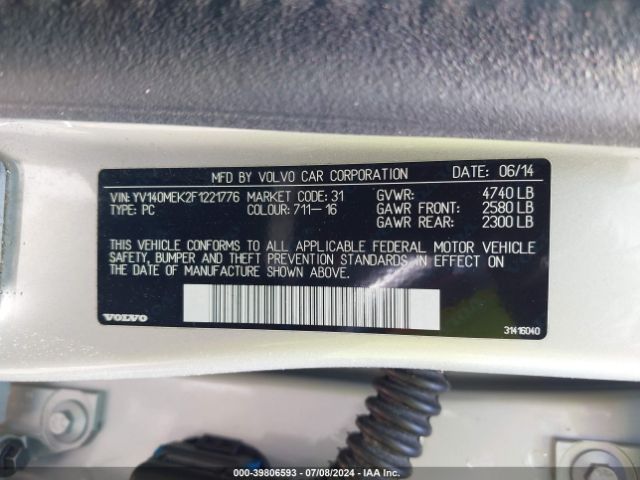 MFD BY VOLVO CAR CORPORATION DATE: 06/14
VIN: YV140MEK2F1221776 MARKET CODE: 31 GVWR: 4740 LB
TYPE: PC COLOUR: 711-16 GAWR FRONT: 2580 LB
GAWR REAR: 2300 LB
THIS VEHICLE CONFORMS TO ALL APPLICABLE FEDERAL MOTOR VEHICLE
SAFETY, BUMPER AND THEFT PREVENTION STANDARDS IN EFFECT ON
THE DATE OF MANUFACTURE SHOWN ABOVE.
VOLVO 31416040
000-39806593 - 07/08/2024 - IAA Inc.